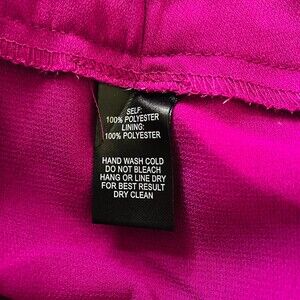 SELF:
100% POLYESTER
LINING:
100% POLYESTER
HAND WASH COLD
DO NOT BLEACH
HANG OR LINE DRY
FOR BEST RESULT
DRY CLEAN